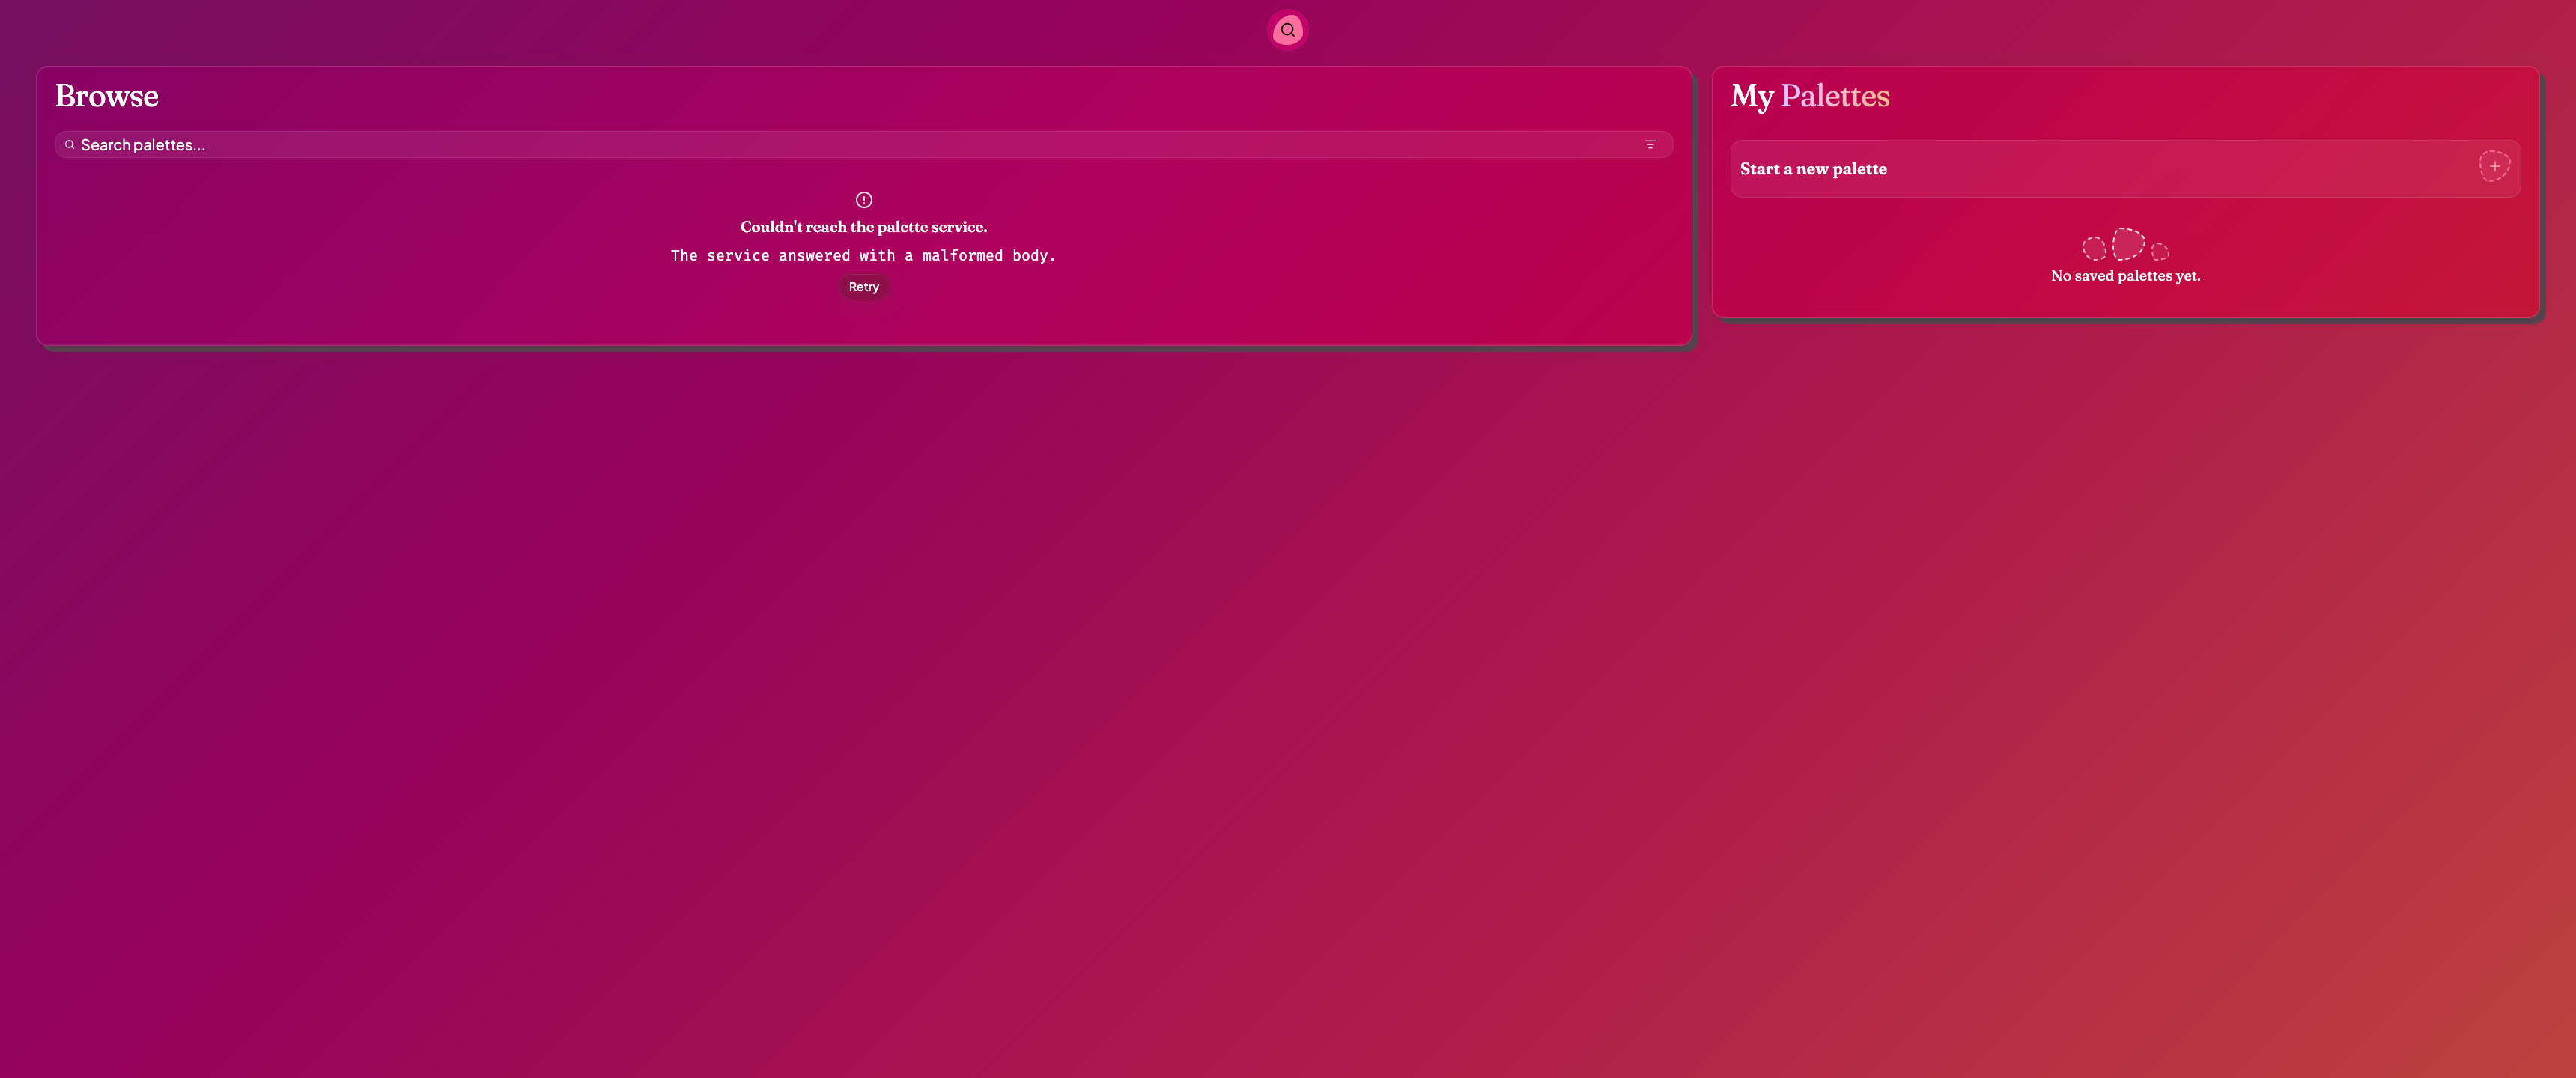 Browse
Search palettes...
Couldn't reach the palette service.
The service answered with a malformed body.
Retry
My Palettes
Start a new palette
No saved palettes yet.